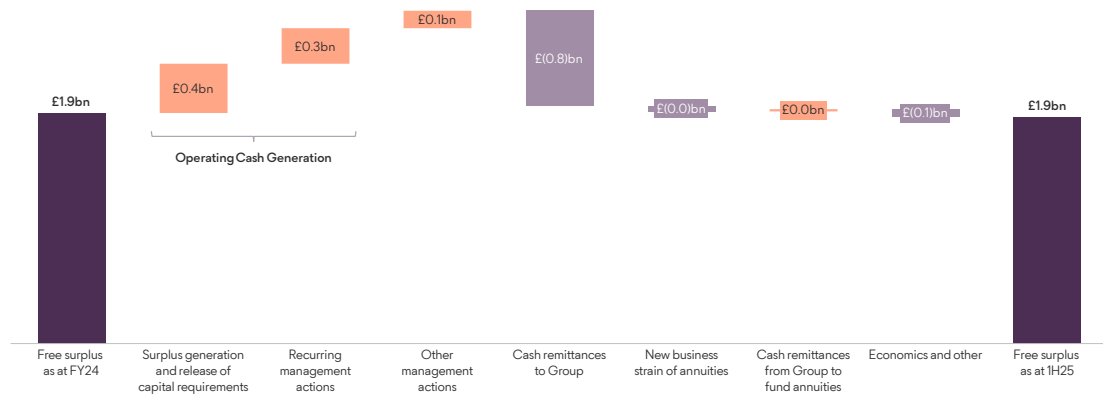 £0.1bn
£0.3bn
£(0.8)bn
£0.4bn
£1.9bn
£(0.0)bn
£0.0bn
£(0.1)bn
£1.9bn
Operating Cash Generation
Free surplus
as at FY24
Surplus generation
and release of
capital requirements
Recurring
management
actions
Other
management
actions
Cash remittances
to Group
New business
strain of annuities
Cash remittances
from Group to
fund annuities
Economics and other
Free surplus
as at 1H25